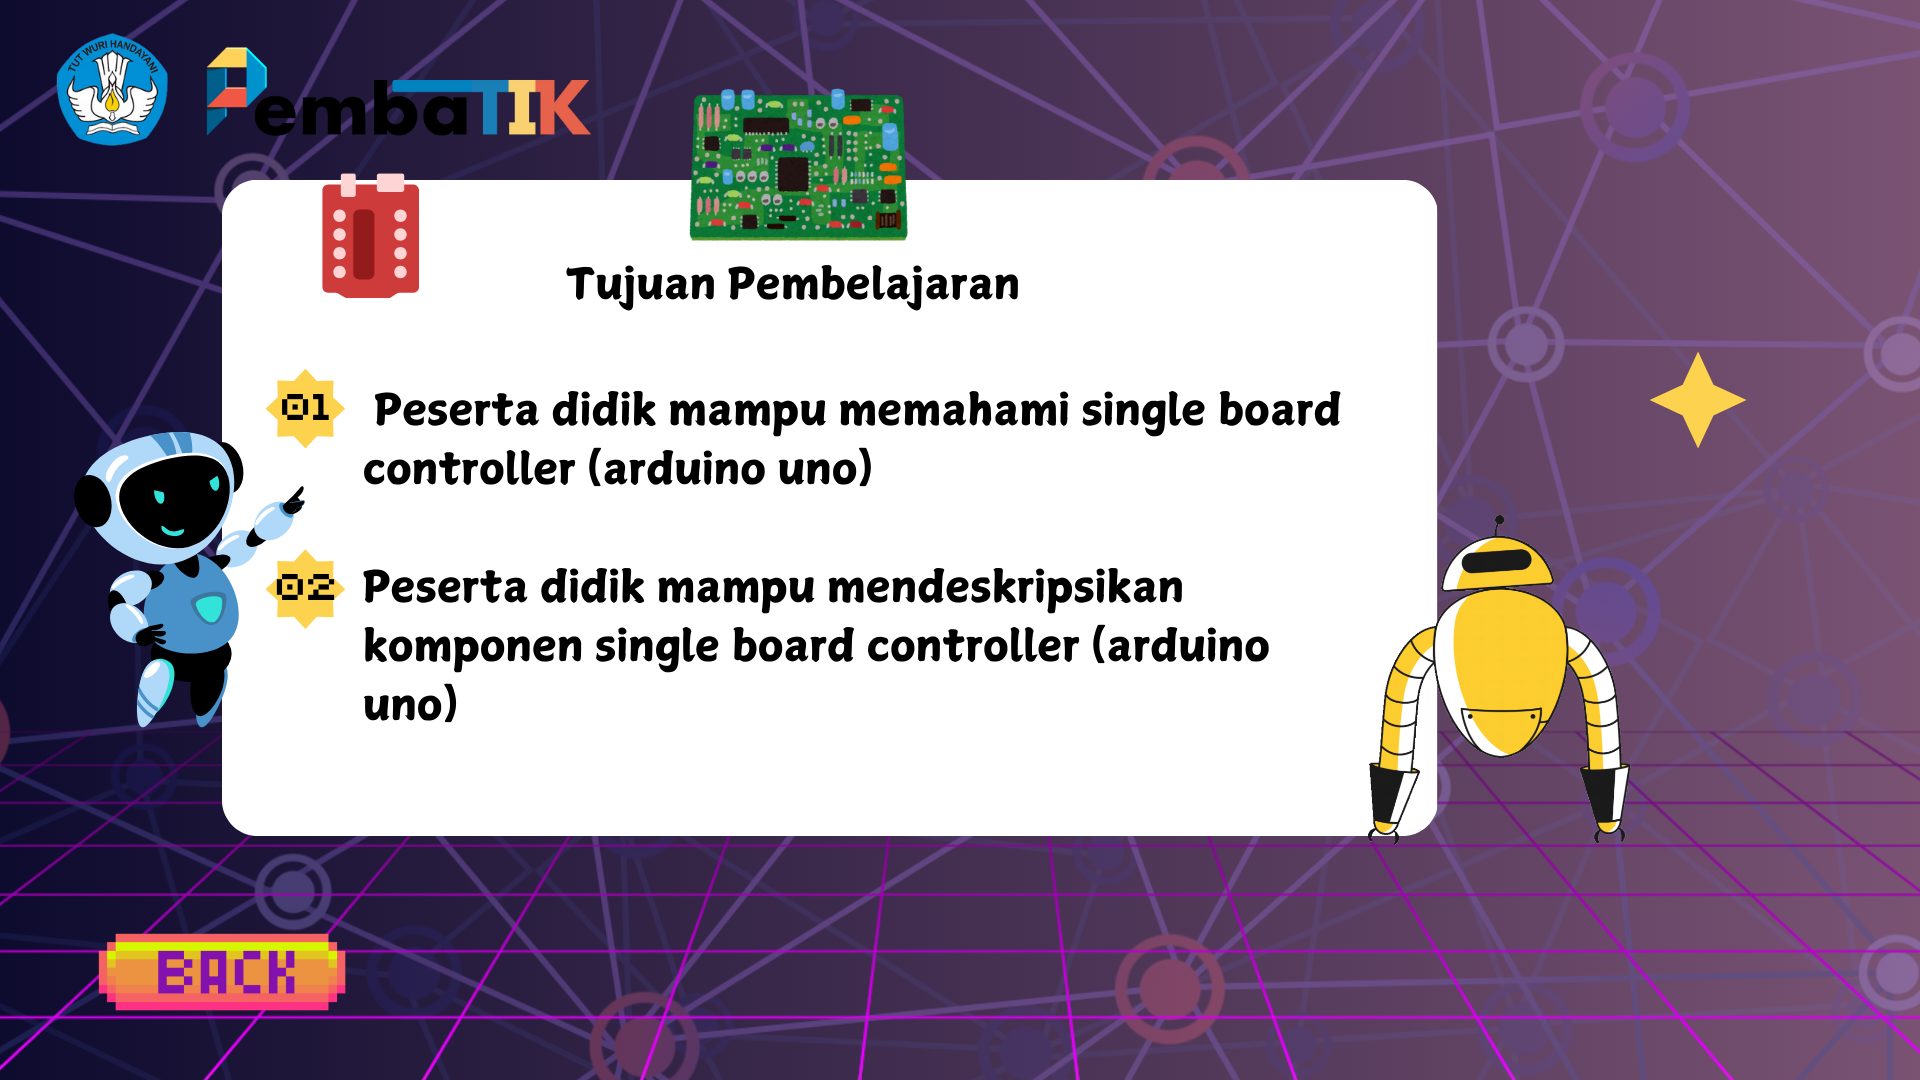 TUT WURI HANDAYANI
PembaTIK
Tujuan Pembelajaran
01
Peserta didik mampu memahami single board
controller (arduino uno)
02
Peserta didik mampu mendeskripsikan
komponen single board controller (arduino
uno)
BACK